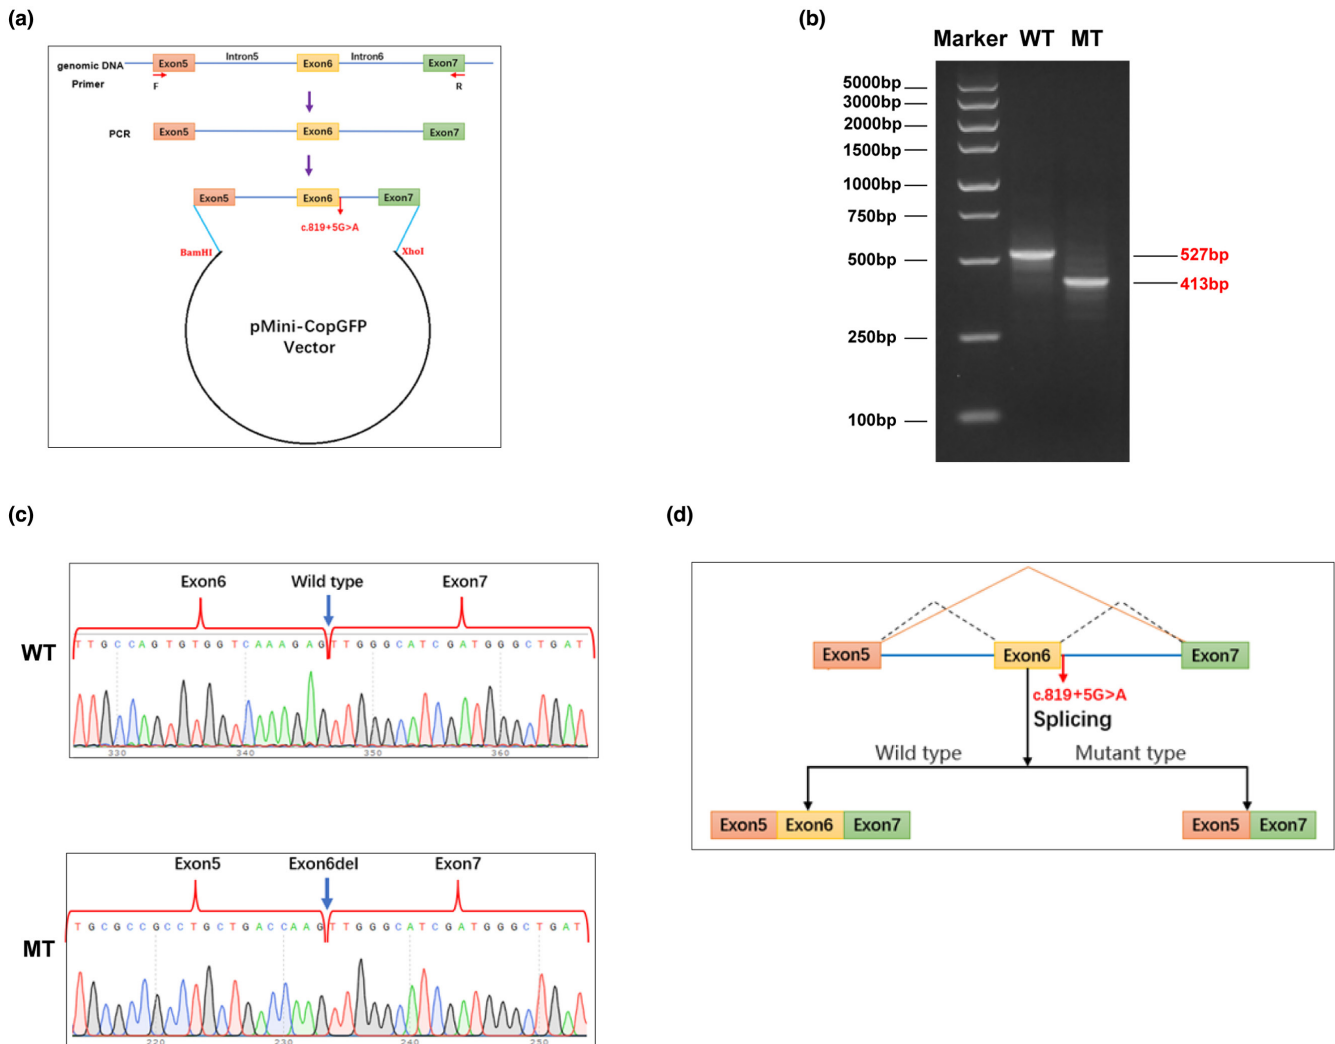 (a)
genomic DNA
Exon5
Intron5
Exon6
Intron6
Exon7
Primer
F
R
PCR
Exon5
Exon6
Exon7
Exon5
Exon6
Exon7
c.819+5G>A
BamHI
XhoI
pMini-CopGFP
Vector
(b)
Marker WT MT
5000bp
3000bp
2000bp
1500bp
1000bp
750bp
500bp
250bp
100bp
527bp
413bp
(c)
Exon6
Wild type
Exon7
WT
T T G C C A G T G T G G T C A A A G A G T T G G G C A T C G A T G G G C T G A T
330
340
350
360
Exon5
Exon6del
Exon7
MT
T G C G C C G C C T G C T G A C C A A G T T G G G C A T C G A T G G G C T G A T
220
230
240
250
(d)
Exon5
Exon6
Exon7
c.819+5G>A
Splicing
Wild type
Mutant type
Exon5 Exon6 Exon7
Exon5 Exon7